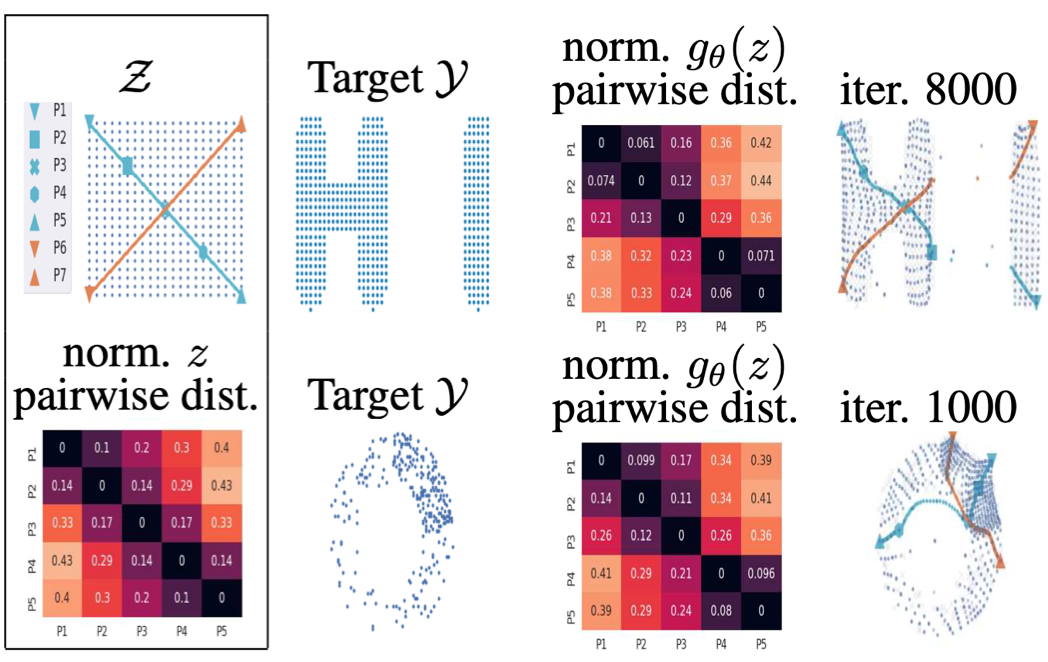 𝒵
P1
P2
P3
P4
P5
P6
P7
norm. z
pairwise dist.
P1 0 0.1 0.2 0.3 0.4
P2 0.14 0 0.14 0.29 0.43
P3 0.33 0.17 0 0.17 0.33
P4 0.43 0.29 0.14 0 0.14
P5 0.4 0.3 0.2 0.1 0
P1 P2 P3 P4 P5
Target 𝒴
norm. gθ(z)
pairwise dist.
P1 0 0.061 0.16 0.36 0.42
P2 0.074 0 0.12 0.37 0.44
P3 0.21 0.13 0 0.29 0.36
P4 0.38 0.32 0.23 0 0.071
P5 0.38 0.33 0.24 0.06 0
P1 P2 P3 P4 P5
iter. 8000
Target 𝒴
norm. gθ(z)
pairwise dist.
P1 0 0.099 0.17 0.34 0.39
P2 0.14 0 0.11 0.34 0.41
P3 0.26 0.12 0 0.26 0.36
P4 0.41 0.29 0.21 0 0.096
P5 0.39 0.29 0.24 0.08 0
P1 P2 P3 P4 P5
iter. 1000